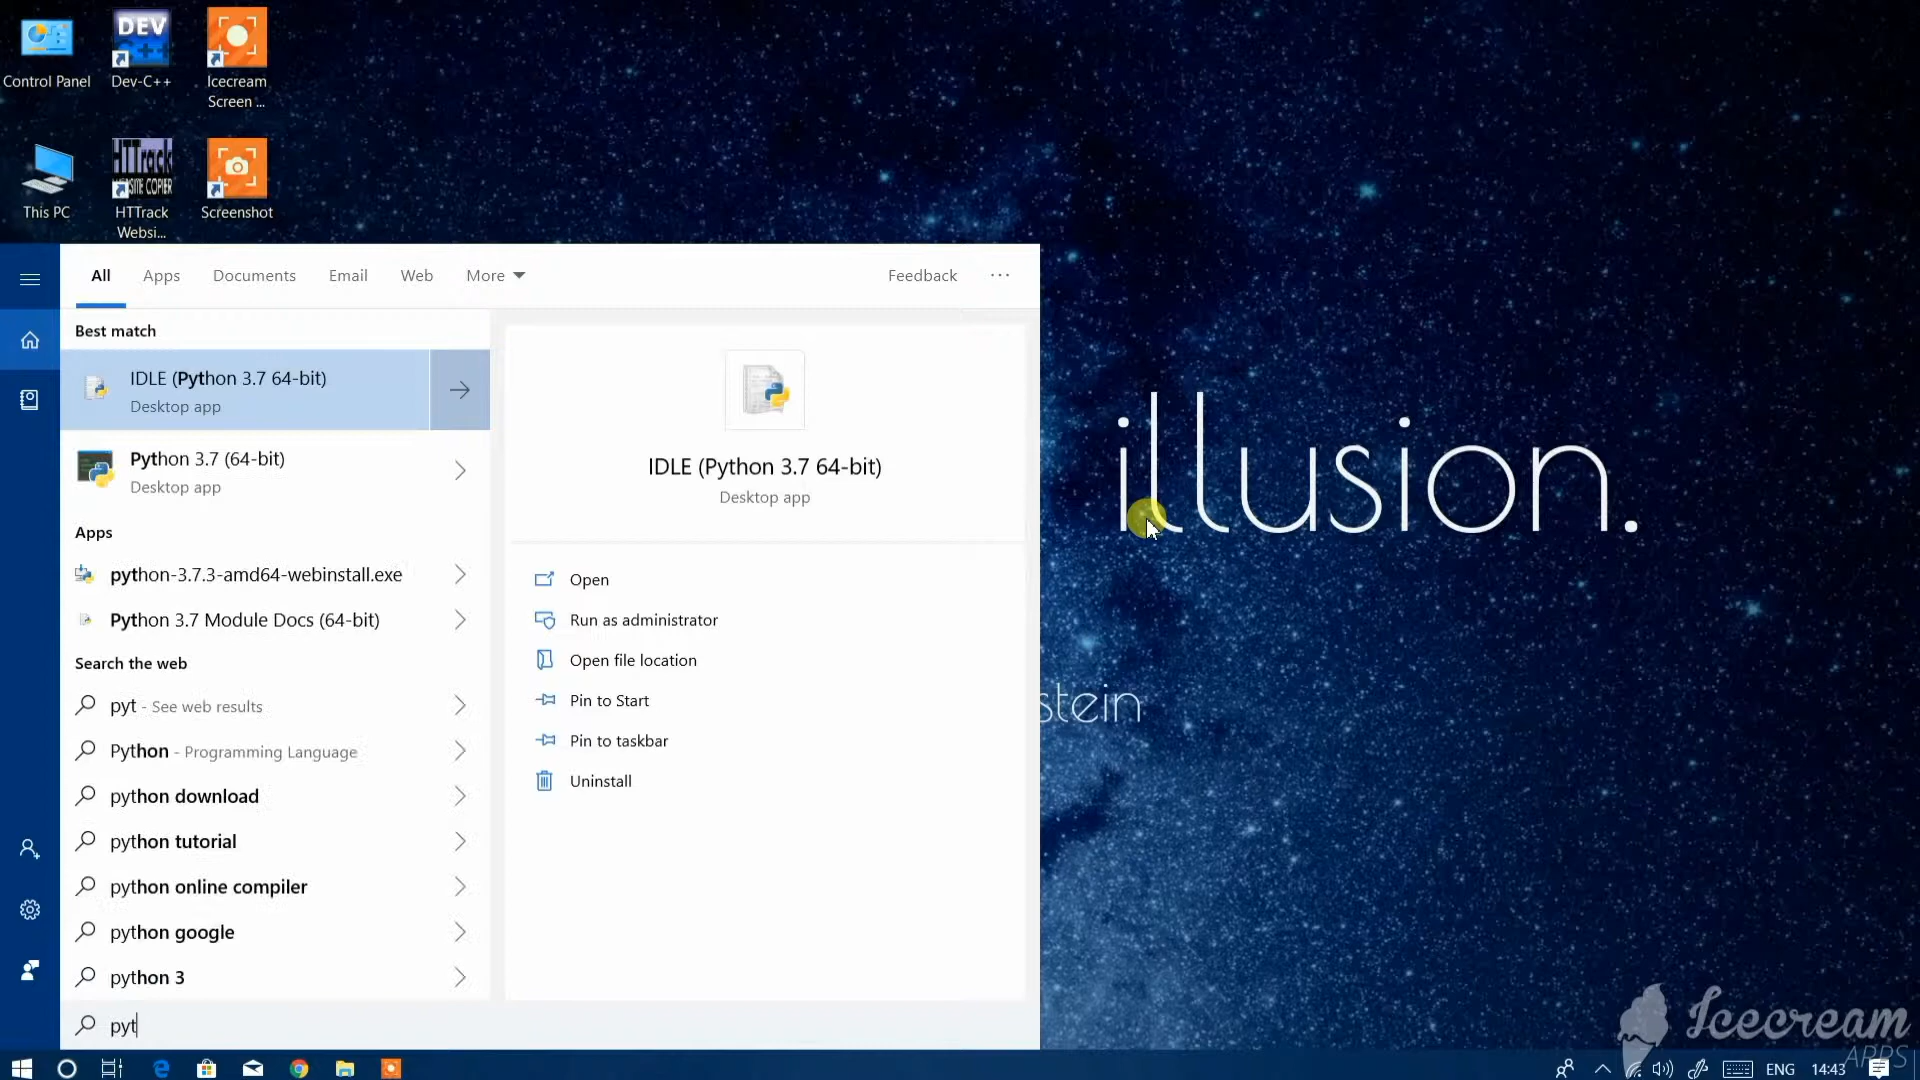 DEV
C++
Control Panel
Dev-C++
Icecream
Screen ...
HTTrack
WEBSITE COPIER
This PC
HTTrack
Websi...
Screenshot
All
Apps
Documents
Email
Web
More
Feedback
Best match
IDLE (Python 3.7 64-bit)
Desktop app
Python 3.7 (64-bit)
Desktop app
Apps
python-3.7.3-amd64-webinstall.exe
Python 3.7 Module Docs (64-bit)
Search the web
pyt - See web results
Python - Programming Language
python download
python tutorial
python online compiler
python google
python 3
pyt
IDLE (Python 3.7 64-bit)
Desktop app
Open
Run as administrator
Open file location
Pin to Start
Pin to taskbar
Uninstall
illusion.
stein
Icecream
APPS
ENG
14:43